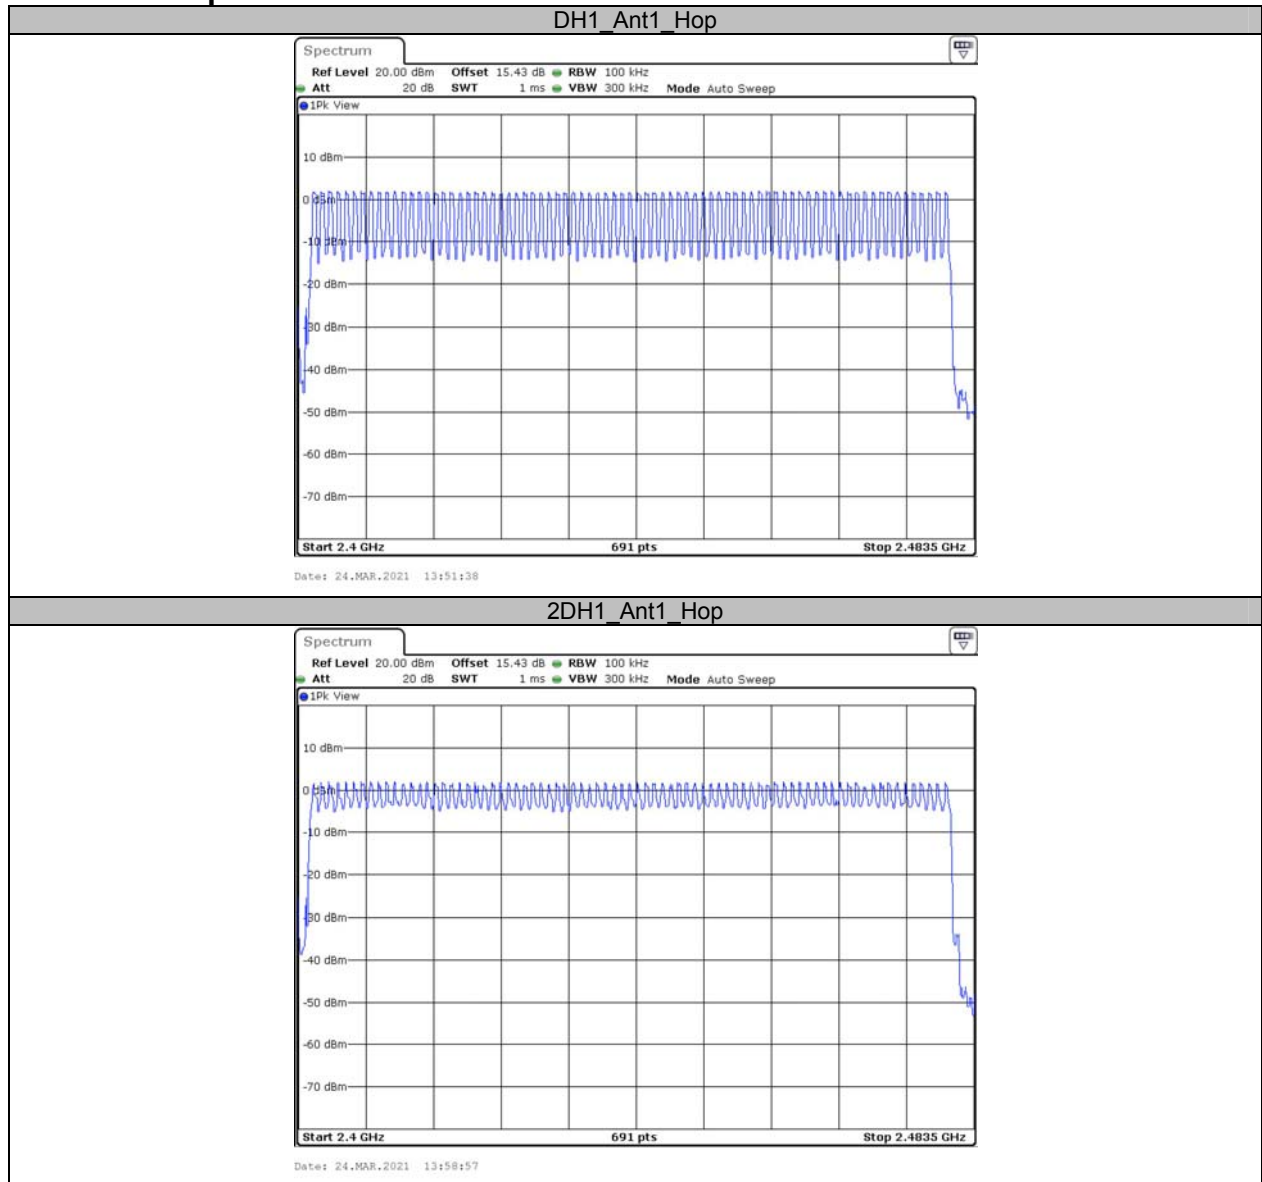 DH1_Ant1_Hop
Spectrum
Ref Level 20.00 dBm Offset 15.43 dB RBW 100 kHz
Att 20 dB SWT 1 ms VBW 300 kHz Mode Auto Sweep
1Pk View
10 dBm
0 dBm
-10 dBm
-20 dBm
-30 dBm
-40 dBm
-50 dBm
-60 dBm
-70 dBm
Start 2.4 GHz 691 pts Stop 2.4835 GHz
Date: 24.MAR.2021 13:51:38
2DH1_Ant1_Hop
Spectrum
Ref Level 20.00 dBm Offset 15.43 dB RBW 100 kHz
Att 20 dB SWT 1 ms VBW 300 kHz Mode Auto Sweep
1Pk View
10 dBm
0 dBm
-10 dBm
-20 dBm
-30 dBm
-40 dBm
-50 dBm
-60 dBm
-70 dBm
Start 2.4 GHz 691 pts Stop 2.4835 GHz
Date: 24.MAR.2021 13:58:57